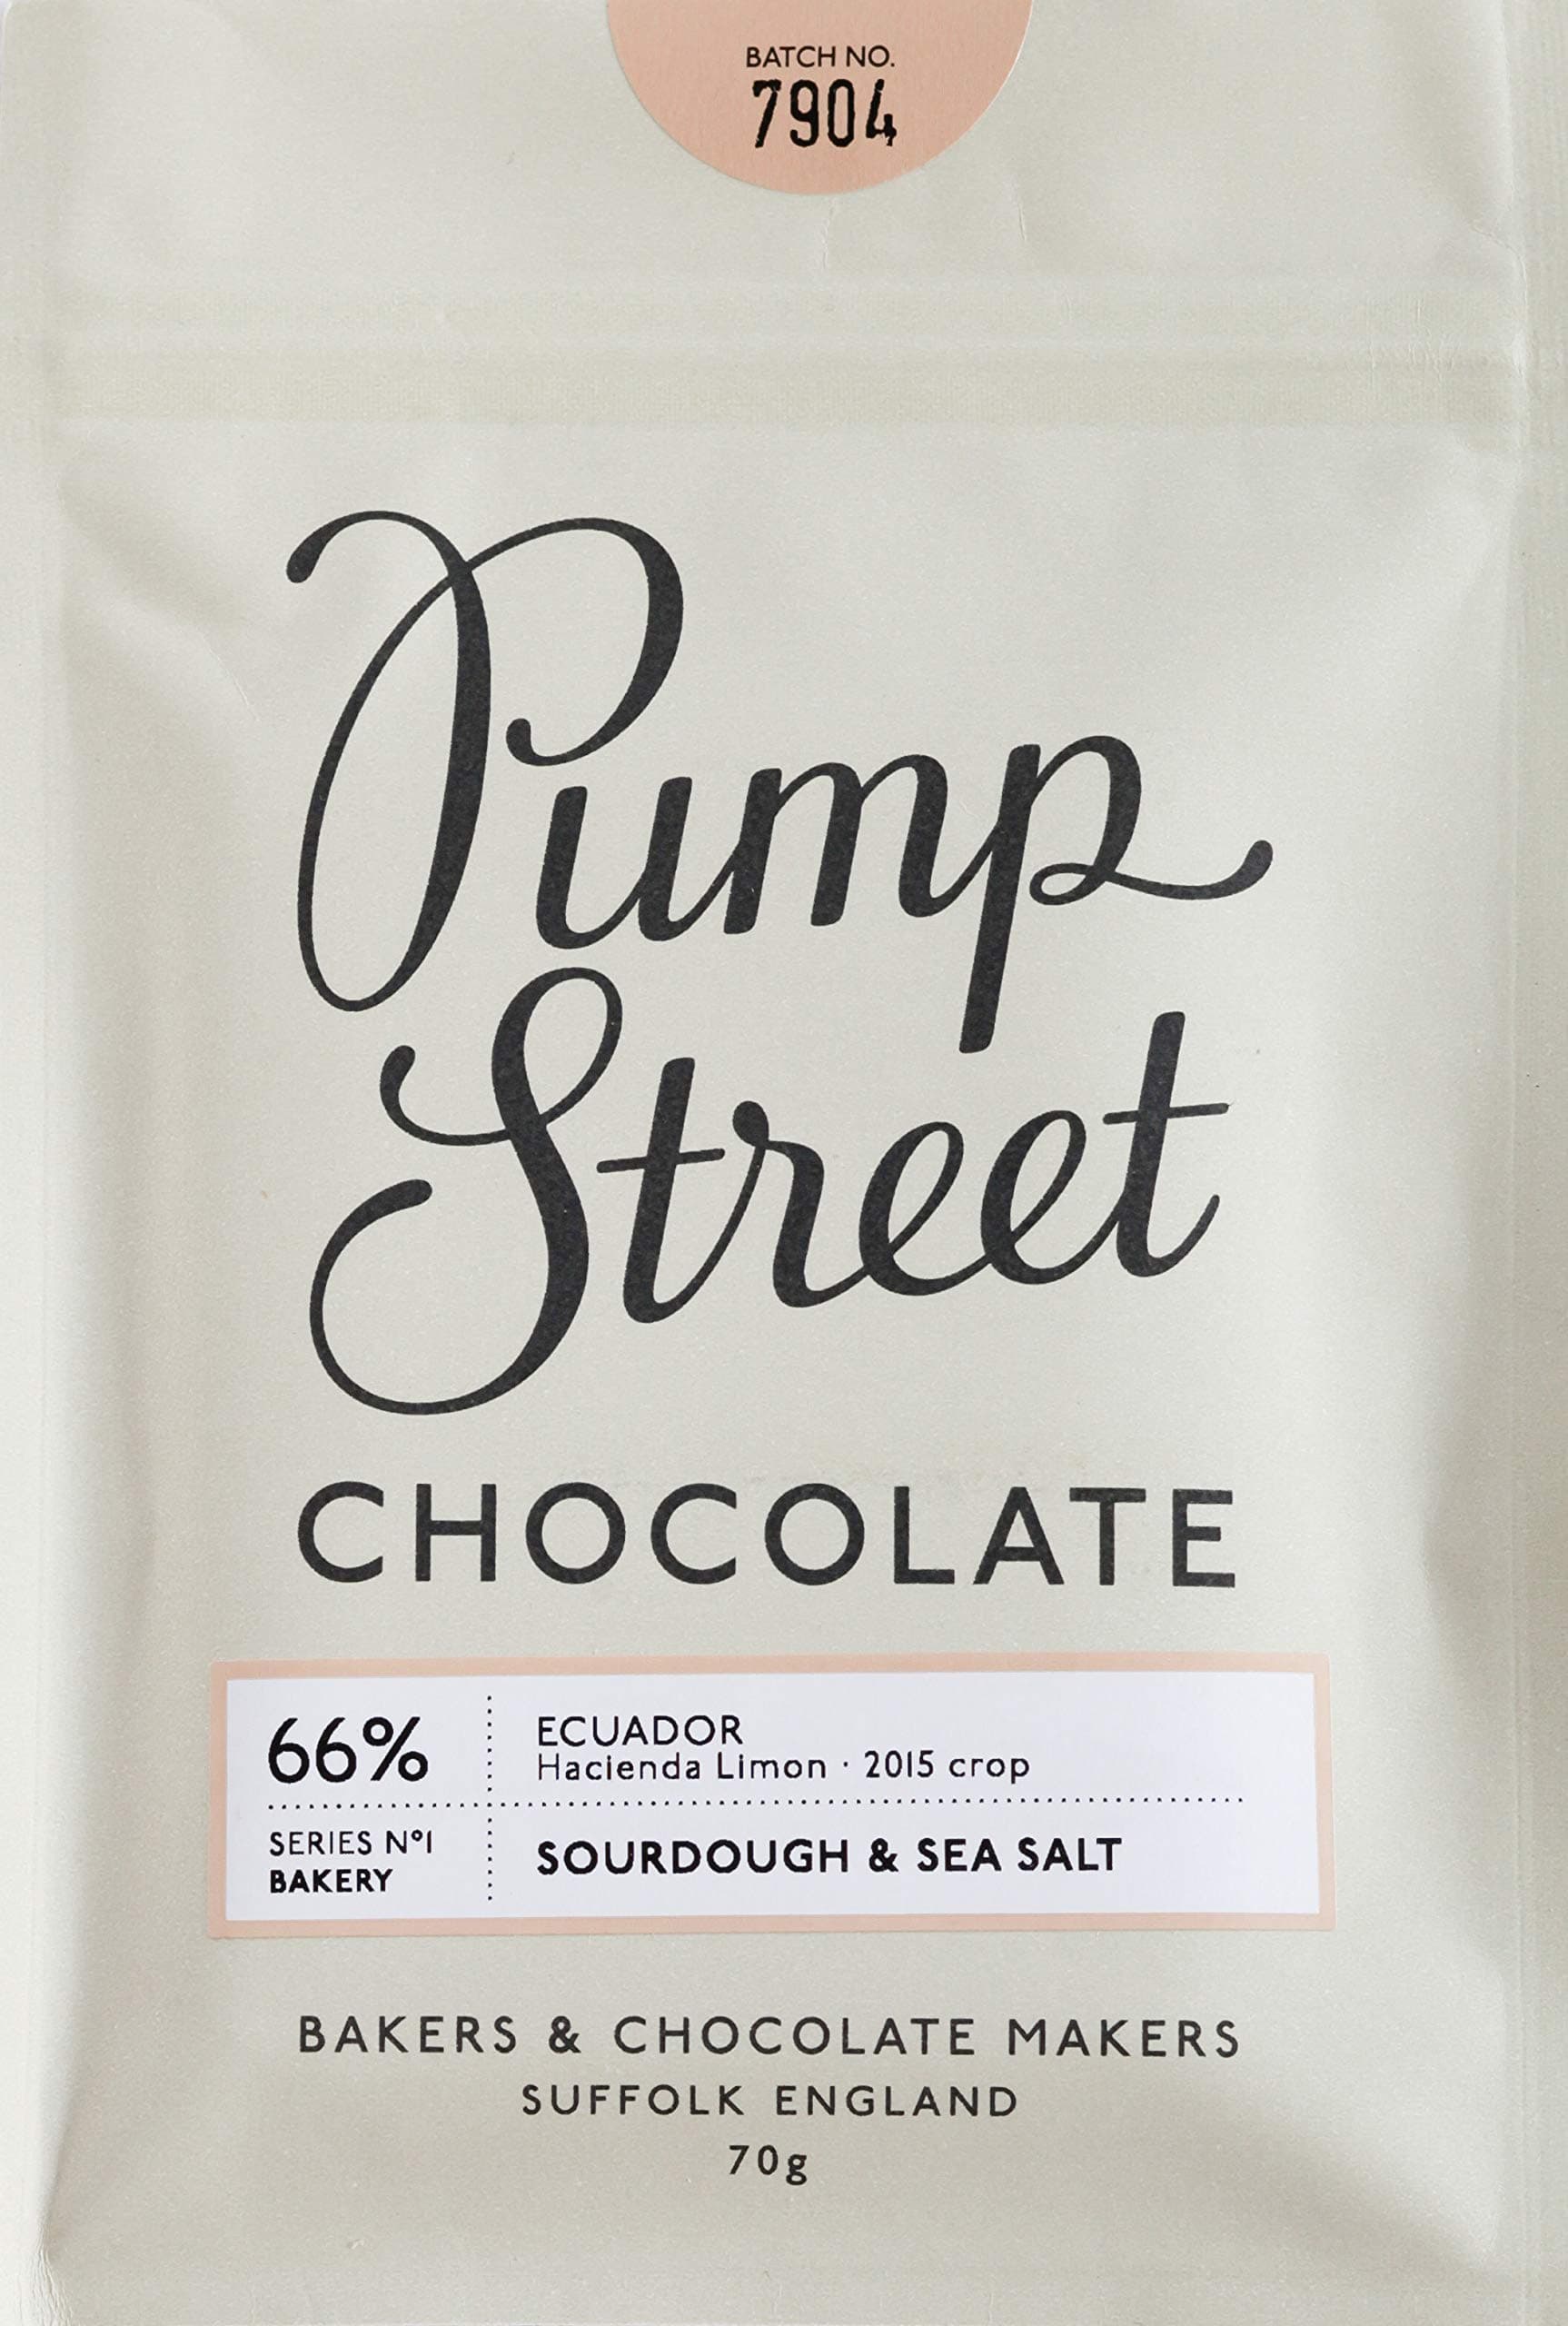 BATCH NO.
7904
Pump
Street
CHOCOLATE
66%
ECUADOR
Hacienda Limon · 2015 crop
SERIES Nº1
BAKERY
SOURDOUGH & SEA SALT
BAKERS & CHOCOLATE MAKERS
SUFFOLK ENGLAND
70g